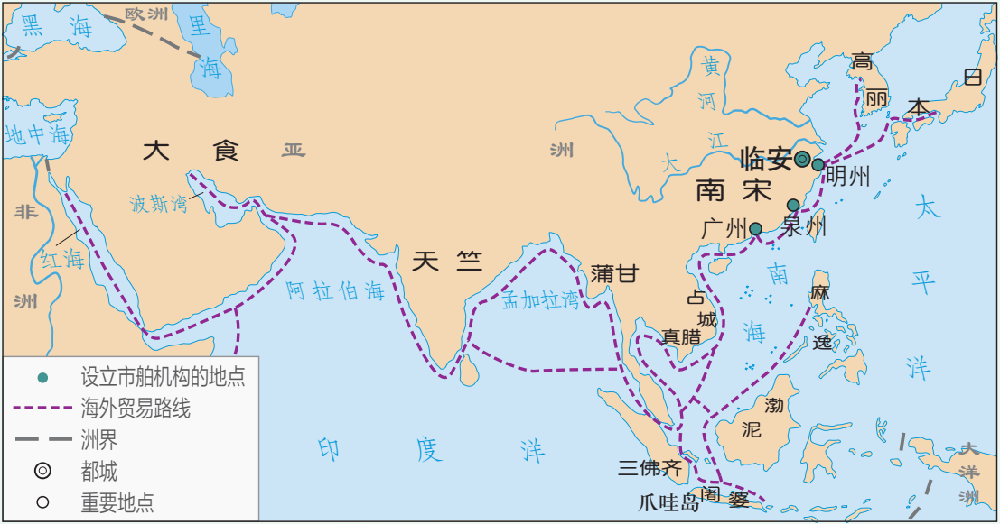 欧洲
黑海
里海
高丽
日本
黄河
地中海
大食
亚洲
大江
临安
明州
南宋
波斯湾
太平洋
非洲
广州
泉州
红海
天竺
蒲甘
南海
阿拉伯海
孟加拉湾
占城
麻逸
真腊
渤泥
印度洋
三佛齐
大洋洲
爪哇岛
阇婆
设立市舶机构的地点
海外贸易路线
洲界
都城
重要地点